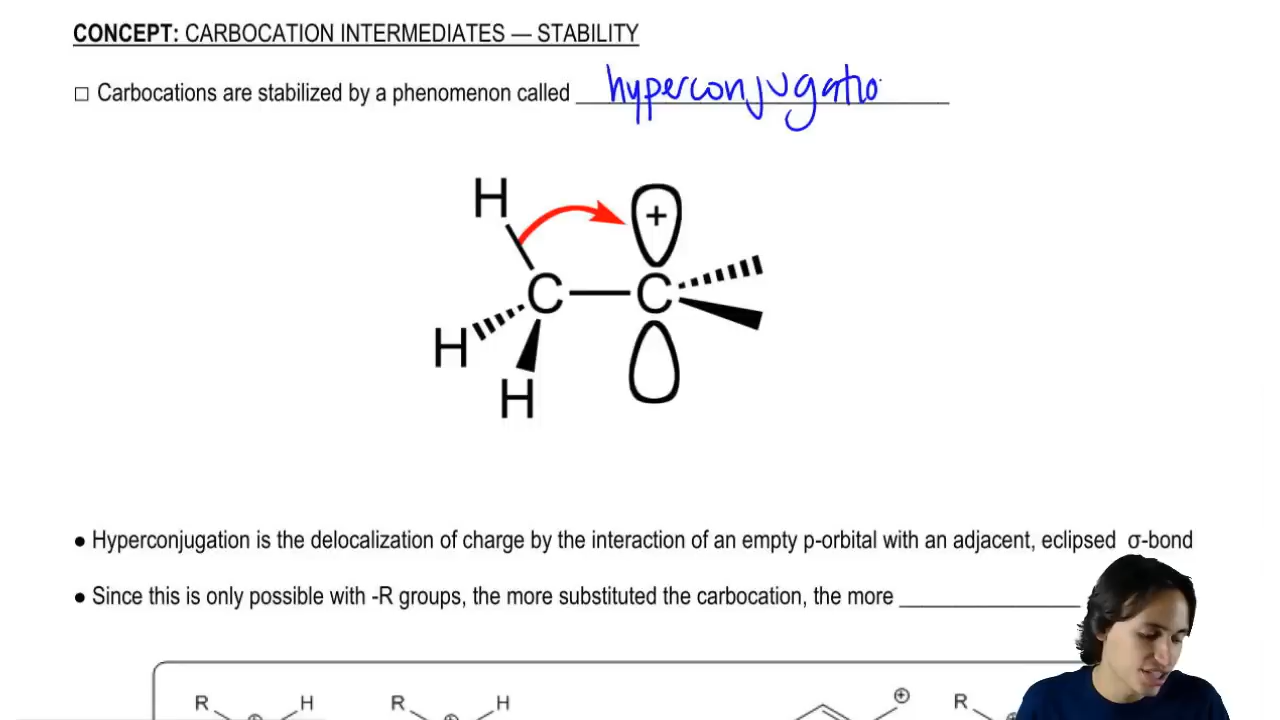 CONCEPT: CARBOCATION INTERMEDIATES — STABILITY
□ Carbocations are stabilized by a phenomenon called hyperconjugatio
H
+
C C
H
H
● Hyperconjugation is the delocalization of charge by the interaction of an empty p-orbital with an adjacent, eclipsed σ-bond
● Since this is only possible with -R groups, the more substituted the carbocation, the more ______________
R H R H ⊕ R